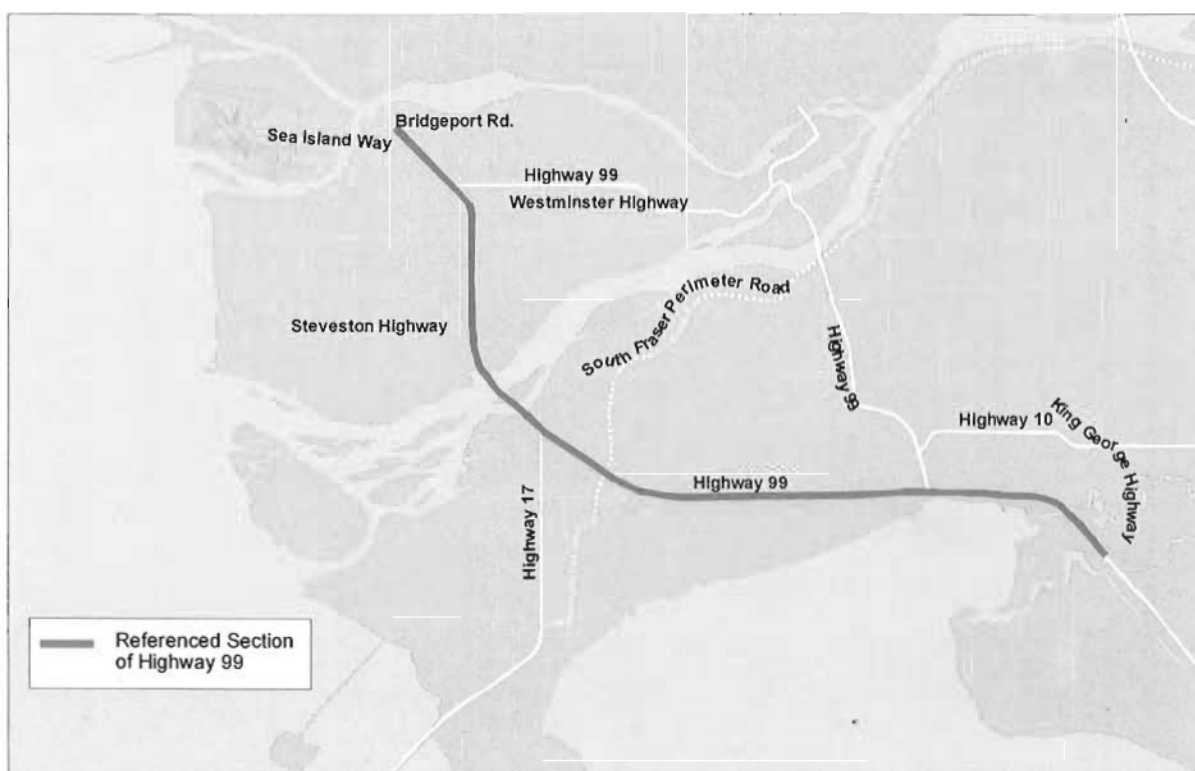 Bridgeport Rd.
Sea Island Way
Highway 99
Westminster Highway
South Fraser Perimeter Road
Steveston Highway
Highway 99
King George Highway
Highway 10
Highway 99
Highway 17
Referenced Section
of Highway 99